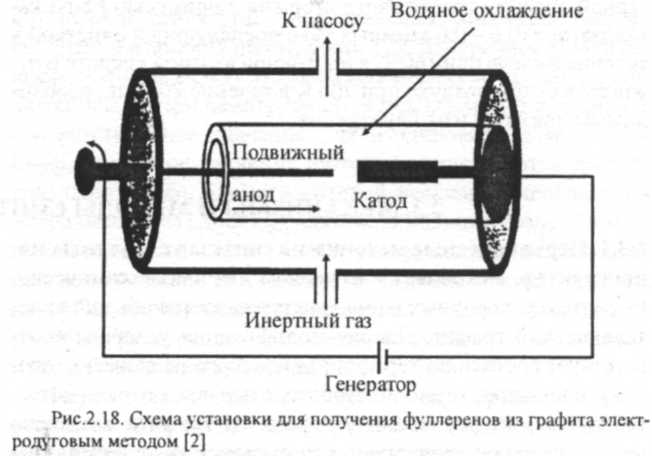 К насосу
Водяное охлаждение
Подвижный
анод
Катод
Инертный газ
Генератор
Рис.2.18. Схема установки для получения фуллеренов из графита элект-
родуговым методом [2]